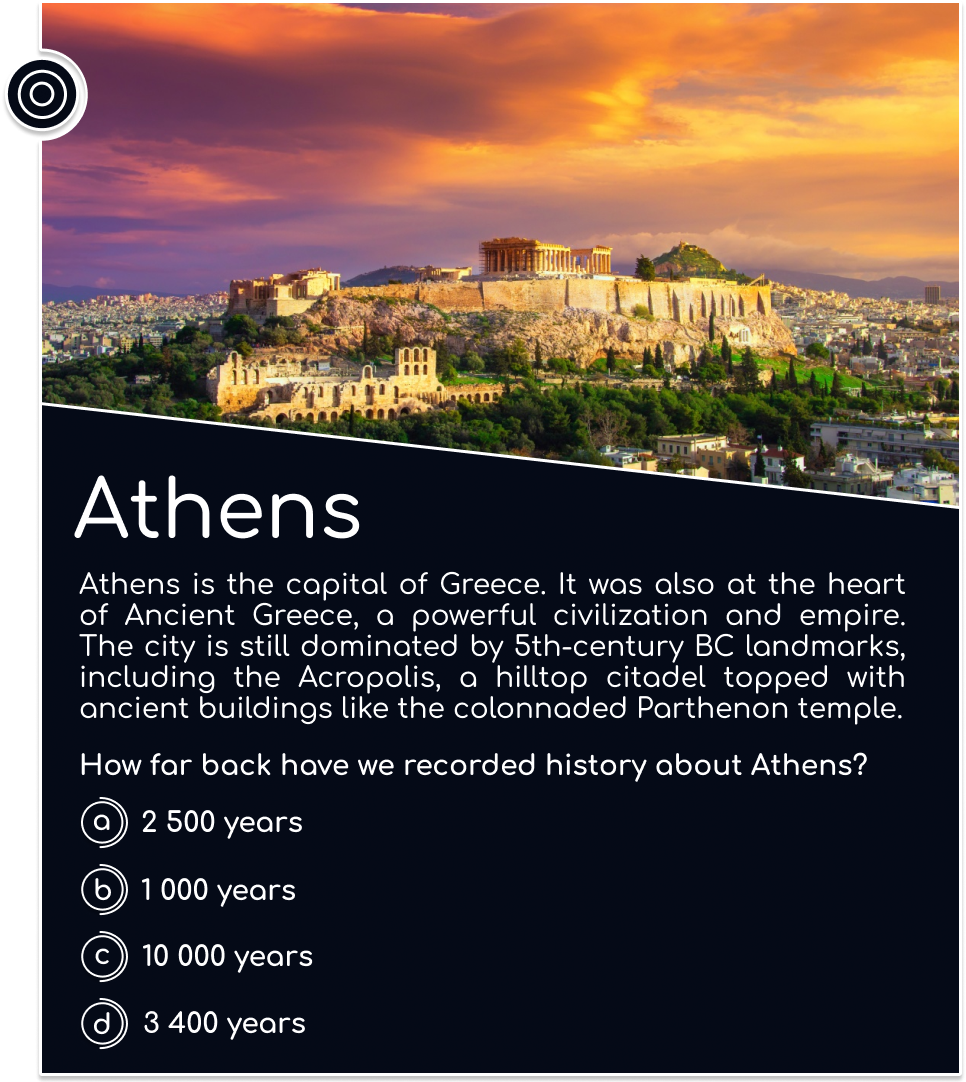 Athens
Athens is the capital of Greece. It was also at the heart
of Ancient Greece, a powerful civilization and empire.
The city is still dominated by 5th-century BC landmarks,
including the Acropolis, a hilltop citadel topped with
ancient buildings like the colonnaded Parthenon temple.
How far back have we recorded history about Athens?
a 2 500 years
b 1 000 years
c 10 000 years
d 3 400 years